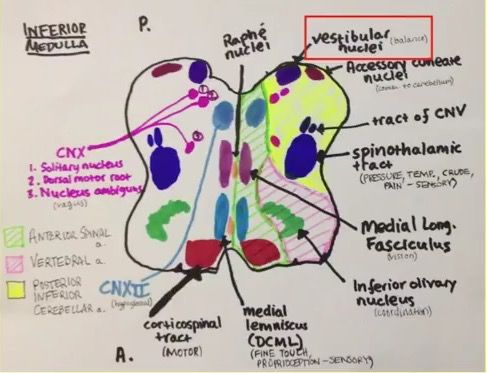 INFERIOR
MEDULLA
P.
Raphé
nuclei
vestibular
nuclei (balance)
Accessory cuneate
nuclei
tract of CNV
spinothalamic
tract
(PRESSURE, TEMP, CRUDE,
PAIN - SENSORY)
Medial Long.
Fasciculus
(vision)
Inferior olivary
nucleus
(coordination)
medial
lemniscus
(DCML)
(FINE TOUCH,
PROPRIOCEPTION - SENSORY)
corticospinal
tract
(MOTOR)
A.
CNXII
(hypoglossal)
CNX
1. Solitary nucleus
2. Dorsal motor root
3. Nucleus ambiguus
(vagus)
1
2
3
ANTERIOR SPINAL
a.
VERTEBRAL a.
POSTERIOR
INFERIOR
CEREBELLAR a.